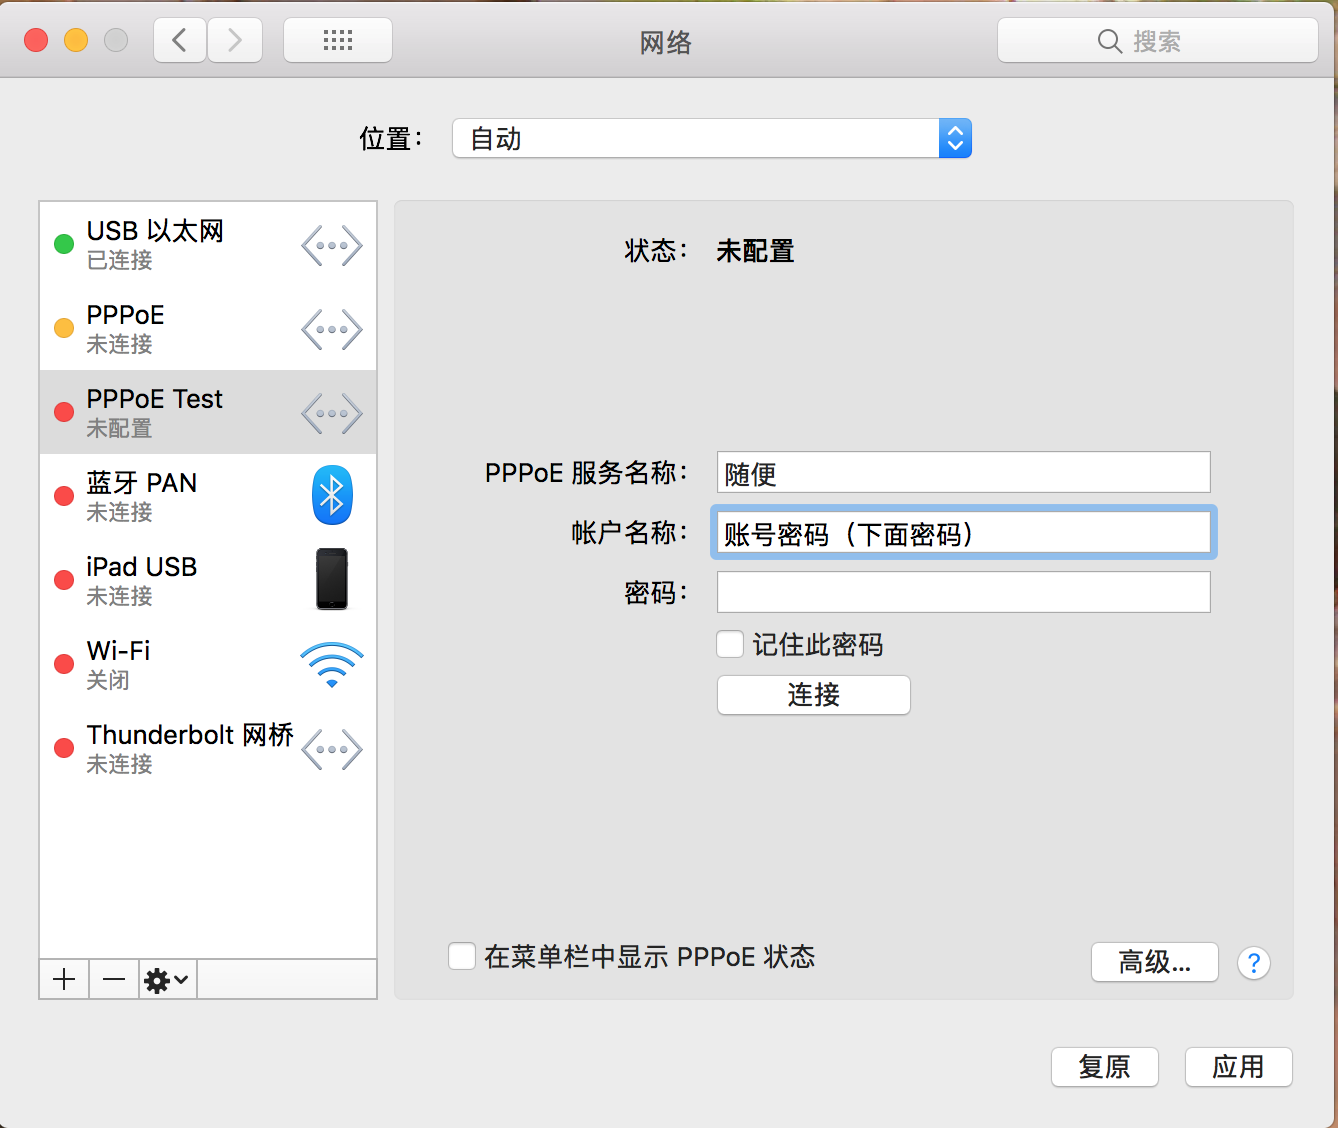 网络
搜索
位置：
自动
USB 以太网
已连接
PPPoE
未连接
PPPoE Test
未配置
蓝牙 PAN
未连接
iPad USB
未连接
Wi-Fi
关闭
Thunderbolt 网桥
未连接
状态： 未配置
PPPoE 服务名称： 随便
帐户名称： 账号密码（下面密码）
密码：
记住此密码
连接
在菜单栏中显示 PPPoE 状态
高级...
?
复原
应用